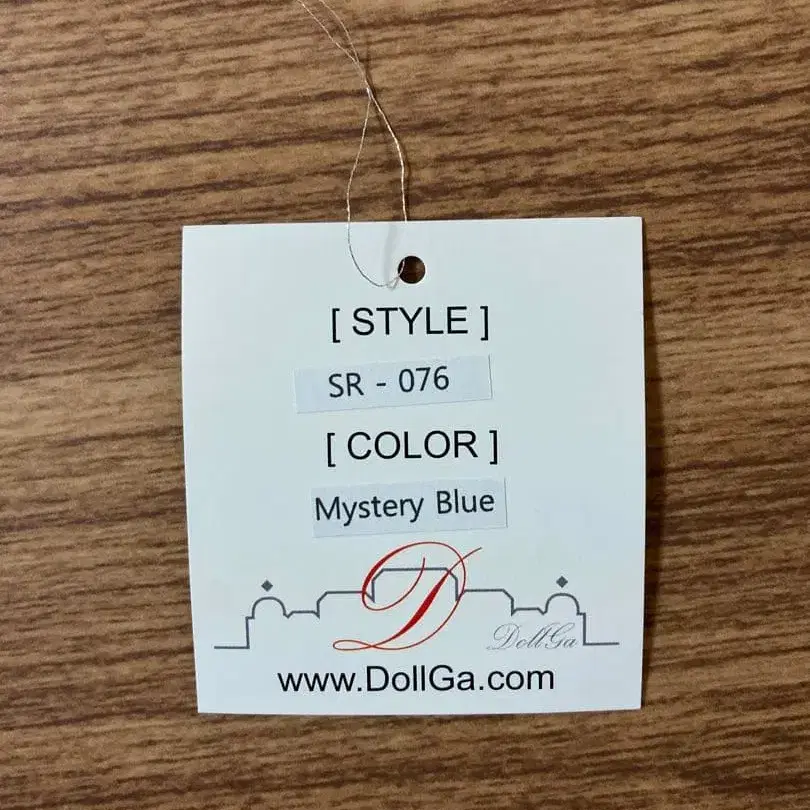 [ STYLE ]
SR - 076
[ COLOR ]
Mystery Blue
D
DollGa
www.DollGa.com